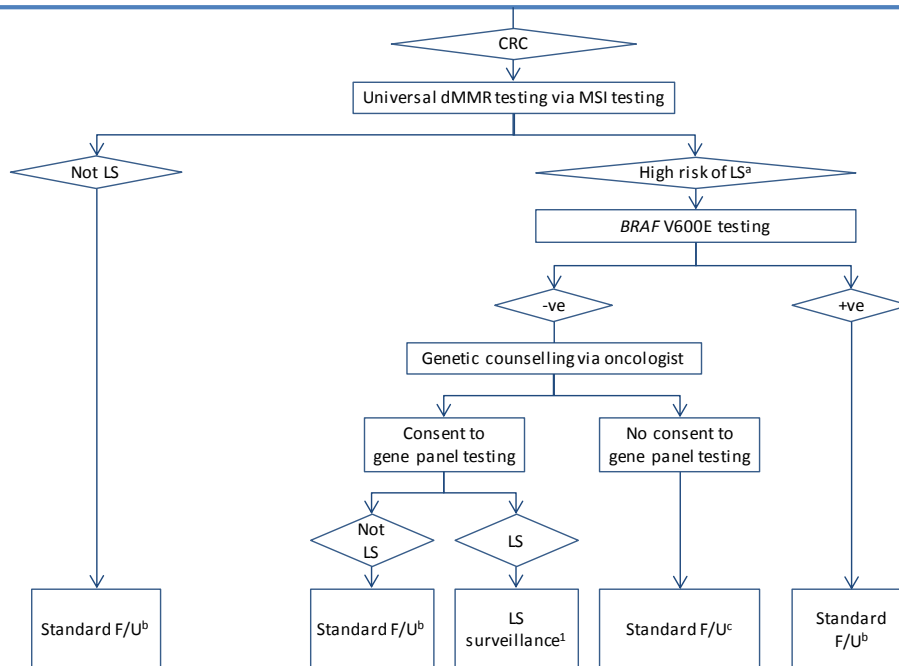 CRC
Universal dMMR testing via MSI testing
Not LS
High risk of LSᵃ
BRAF V600E testing
-ve
+ve
Genetic counselling via oncologist
Consent to
gene panel testing
No consent to
gene panel testing
Not
LS
LS
Standard F/Uᵇ
Standard F/Uᵇ
LS
surveillance¹
Standard F/Uᶜ
Standard
F/Uᵇ